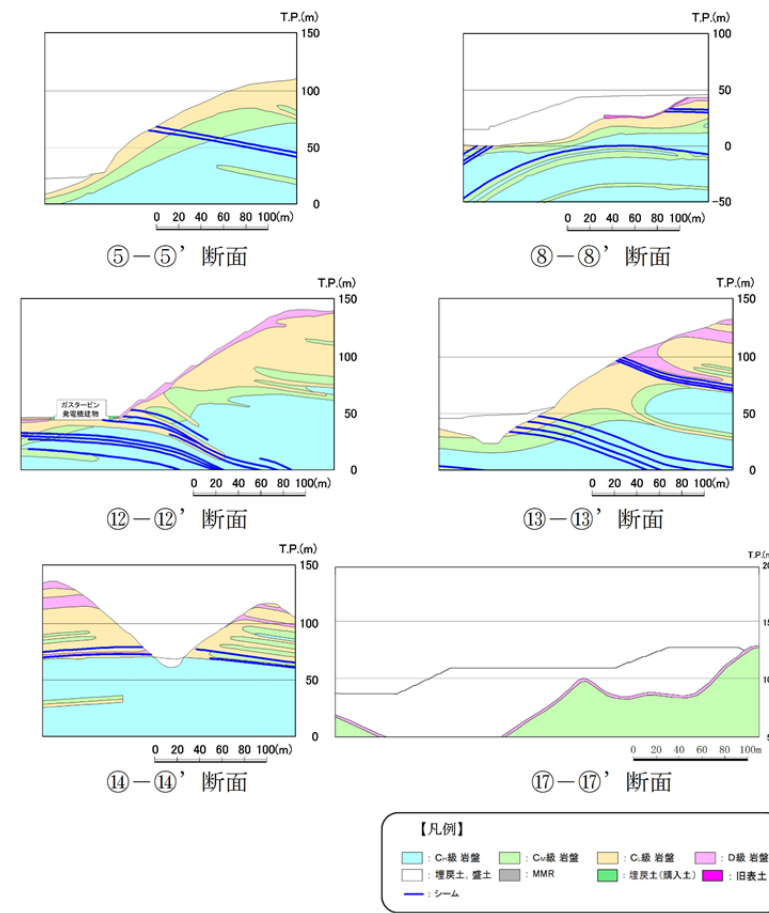 T.P.(m)
150
100
50
0
0 20 40 60 80 100(m)
⑤－⑤’ 断面
T.P.(m)
100
50
0
-50
0 20 40 60 80 100(m)
⑧－⑧’ 断面
T.P.(m)
150
100
50
0
ガスタービン
発電機建物
0 20 40 60 80 100(m)
⑫－⑫’ 断面
T.P.(m)
150
100
50
0
0 20 40 60 80 100(m)
⑬－⑬’ 断面
T.P.(m)
150
100
50
0
0 20 40 60 80 100(m)
⑭－⑭’ 断面
0 20 40 60 80 100m
⑰－⑰’ 断面
【凡例】
：CH級 岩盤 ：CM級 岩盤 ：CL級 岩盤 ：D級 岩盤
：埋戻土，盛土 ：MMR ：埋戻土（購入土） ：旧表土
：シーム